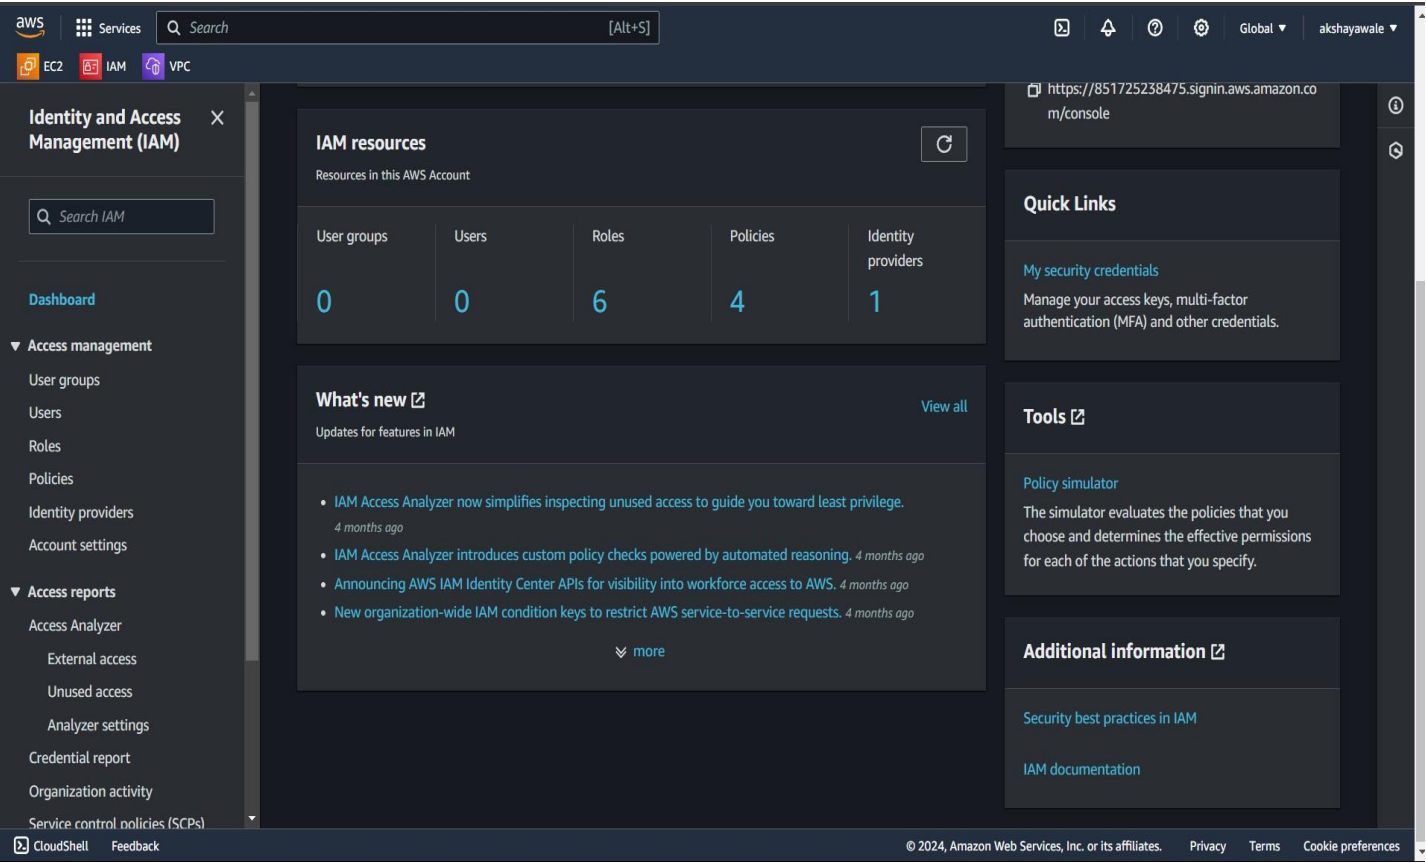 aws
Services
Search
[Alt+S]
Global ▼
akshayawale ▼
EC2
IAM
VPC
Identity and Access
Management (IAM)
Search IAM
Dashboard
▼ Access management
User groups
Users
Roles
Policies
Identity providers
Account settings
▼ Access reports
Access Analyzer
External access
Unused access
Analyzer settings
Credential report
Organization activity
Service control policies (SCPs)
IAM resources
Resources in this AWS Account
User groups
Users
Roles
Policies
Identity
providers
0
0
6
4
1
What's new
View all
Updates for features in IAM
• IAM Access Analyzer now simplifies inspecting unused access to guide you toward least privilege.
4 months ago
• IAM Access Analyzer introduces custom policy checks powered by automated reasoning. 4 months ago
• Announcing AWS IAM Identity Center APIs for visibility into workforce access to AWS. 4 months ago
• New organization-wide IAM condition keys to restrict AWS service-to-service requests. 4 months ago
more
https://851725238475.signin.aws.amazon.co
m/console
Quick Links
My security credentials
Manage your access keys, multi-factor
authentication (MFA) and other credentials.
Tools
Policy simulator
The simulator evaluates the policies that you
choose and determines the effective permissions
for each of the actions that you specify.
Additional information
Security best practices in IAM
IAM documentation
CloudShell
Feedback
© 2024, Amazon Web Services, Inc. or its affiliates.
Privacy
Terms
Cookie preferences